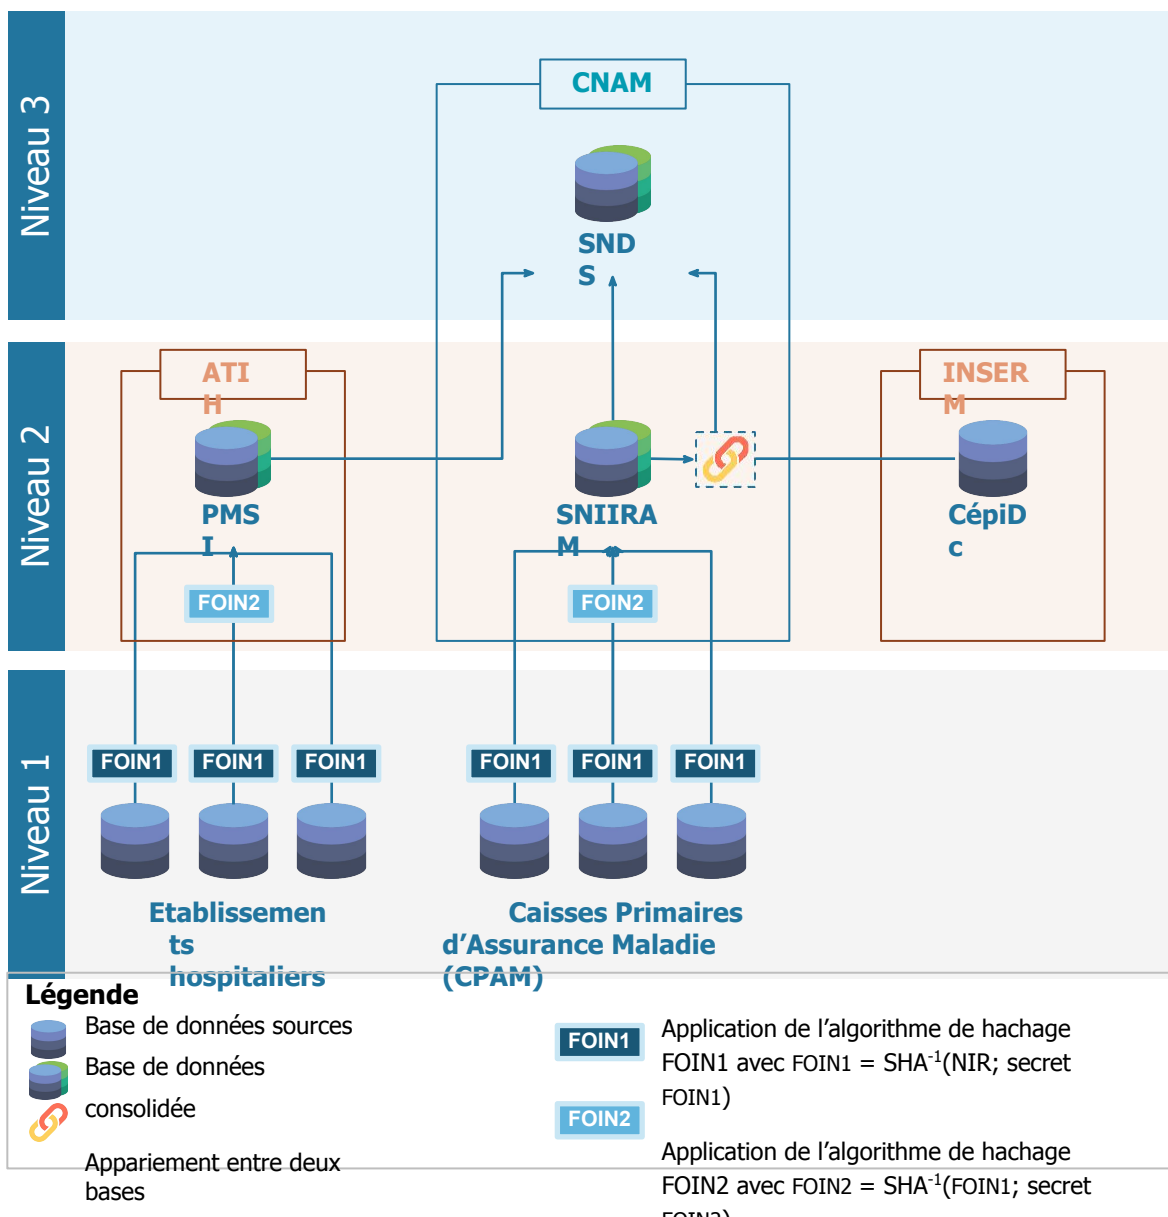 Niveau 3
CNAM
SND
S
Niveau 2
ATI
H
INSER
M
PMS
I
SNIIRA
M
CépiD
c
FOIN2
FOIN2
Niveau 1
FOIN1
FOIN1
FOIN1
FOIN1
FOIN1
FOIN1
Etablissemen
ts
hospitaliers
Caisses Primaires
d’Assurance Maladie
(CPAM)
Légende
Base de données sources
Base de données
consolidée
Appariement entre deux
bases
FOIN1
Application de l’algorithme de hachage
FOIN1 avec FOIN1 = SHA⁻¹(NIR; secret
FOIN1)
FOIN2
Application de l’algorithme de hachage
FOIN2 avec FOIN2 = SHA⁻¹(FOIN1; secret
FOIN2)